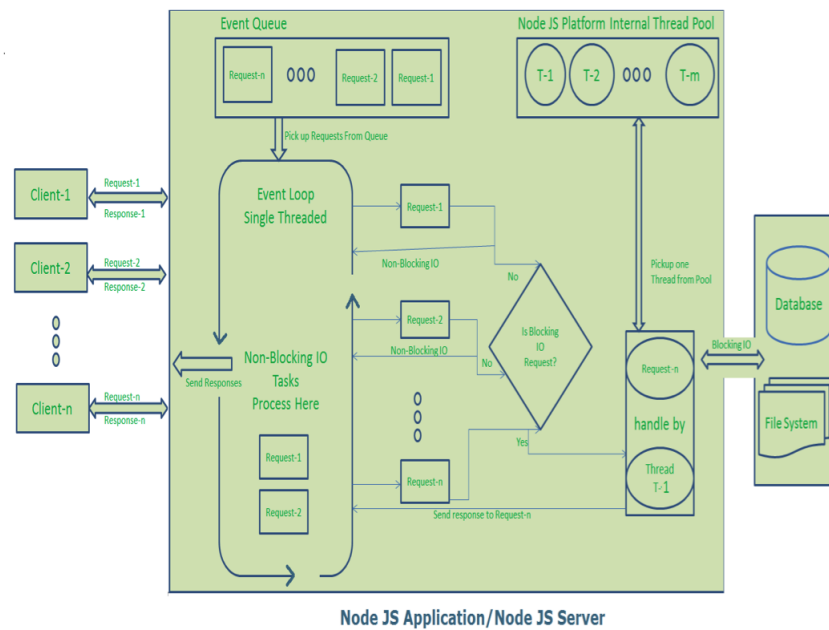 Event Queue
Node JS Platform Internal Thread Pool
Request-n
Request-2
Request-1
T-1
T-2
T-m
Pick up Requests From Queue
Client-1
Request-1
Response-1
Client-2
Request-2
Response-2
Client-n
Request-n
Response-n
Event Loop
Single Threaded
Request-1
Non-Blocking IO
No
Request-2
Non-Blocking IO
No
Is Blocking
IO
Request?
Yes
Request-n
Send response to Request-n
Send Responses
Non-Blocking IO
Tasks
Process Here
Request-1
Request-2
Pickup one
Thread from Pool
Request-n
handle by
Thread
T-1
Blocking IO
Database
File System
Node JS Application/Node JS Server